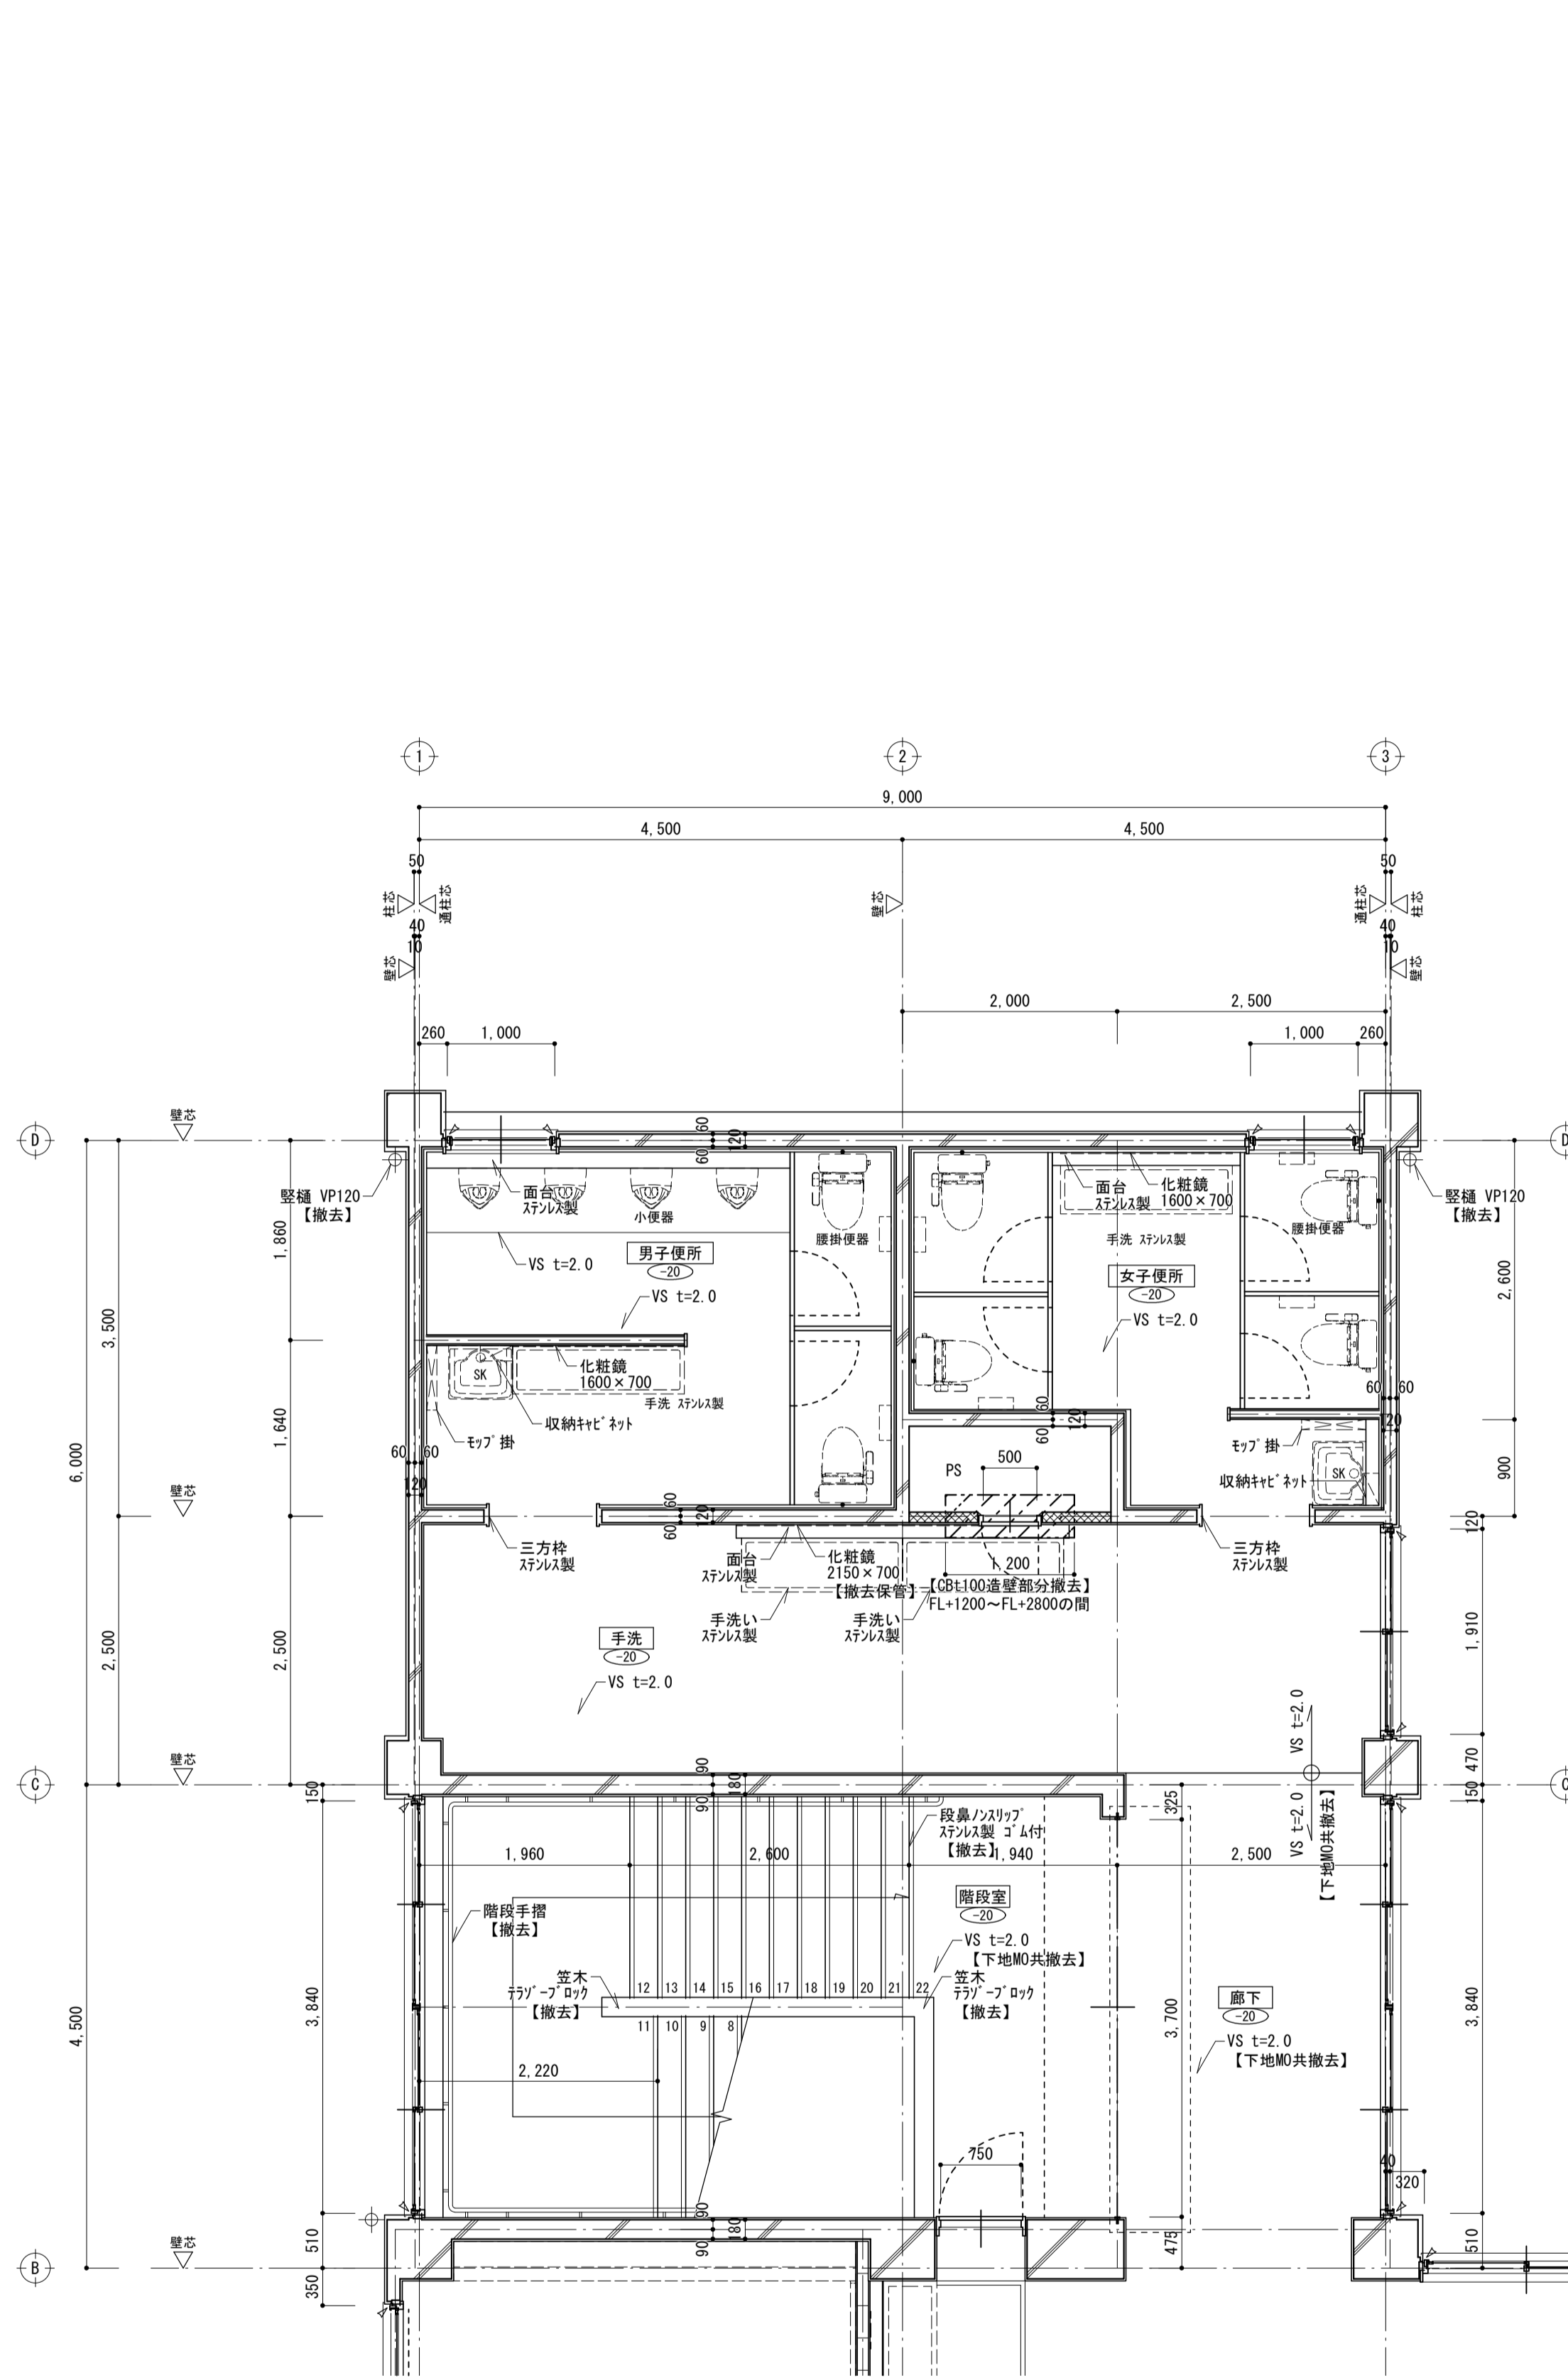 1
2
3
9,000
4,500
4,500
50
50
柱芯
通柱芯
壁芯
通柱芯
柱芯
40
40
10
10
壁芯
壁芯
2,000
2,500
260
1,000
1,000
260
D
壁芯
60
120
60
D
竪樋 VP120
【撤去】
面台
ｽﾃﾝﾚｽ製
小便器
腰掛便器
面台
ｽﾃﾝﾚｽ製
化粧鏡
1600×700
手洗 ｽﾃﾝﾚｽ製
腰掛便器
竪樋 VP120
【撤去】
1,860
VS t=2.0
男子便所
-20
VS t=2.0
女子便所
-20
VS t=2.0
2,600
3,500
SK
化粧鏡
1600×700
手洗 ｽﾃﾝﾚｽ製
収納ｷｬﾋﾞﾈｯﾄ
ﾓｯﾌﾟ掛
60
60
120
1,640
6,000
60
120
60
PS
500
ﾓｯﾌﾟ掛
収納ｷｬﾋﾞﾈｯﾄ
SK
60
60
120
900
壁芯
60
120
60
120
三方枠
ｽﾃﾝﾚｽ製
面台
ｽﾃﾝﾚｽ製
化粧鏡
2150×700
【撤去保管】
1,200
【CBt100造壁部分撤去】
FL+1200～FL+2800の間
三方枠
ｽﾃﾝﾚｽ製
手洗い
ｽﾃﾝﾚｽ製
手洗い
ｽﾃﾝﾚｽ製
2,500
2,500
手洗
-20
VS t=2.0
1,910
VS t=2.0
470
C
壁芯
150
90
180
90
325
VS t=2.0
【下地MO共撤去】
150
C
段鼻ﾉﾝｽﾘｯﾌﾟ
ｽﾃﾝﾚｽ製 ｺﾞﾑ付
【撤去】
1,960
2,600
1,940
2,500
階段手摺
【撤去】
階段室
-20
VS t=2.0
【下地MO共撤去】
笠木
ﾃﾗｿﾞｰブロック
【撤去】
12
13
14
15
16
17
18
19
20
21
22
笠木
ﾃﾗｿﾞｰブロック
【撤去】
11
10
9
8
3,840
4,500
3,700
廊下
-20
VS t=2.0
【下地MO共撤去】
3,840
2,220
750
40
320
510
90
180
90
475
510
B
壁芯
350